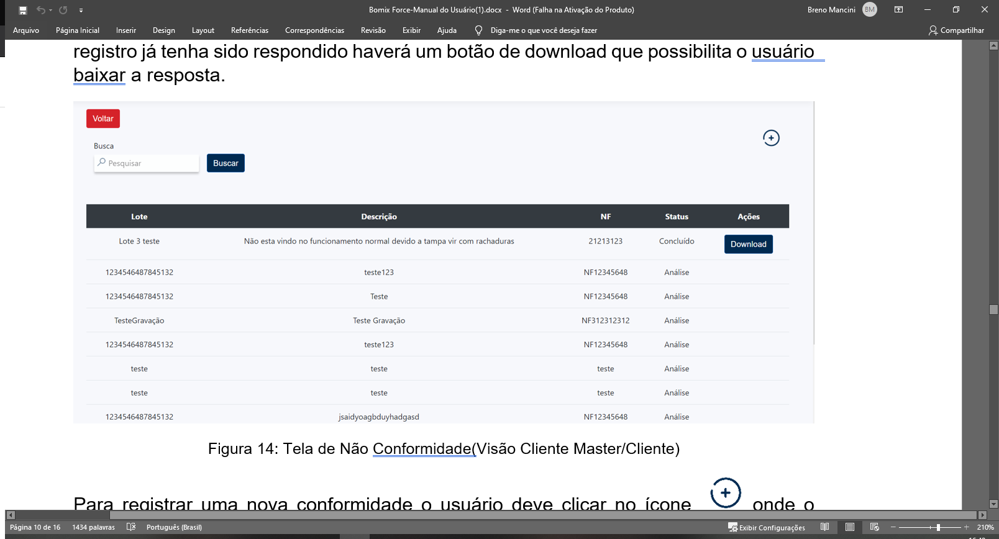 Bomix Force-Manual do Usuário(1).docx - Word (Falha na Ativação do Produto)
Breno Mancini BM
Arquivo Página Inicial Inserir Design Layout Referências Correspondências Revisão Exibir Ajuda Diga-me o que você deseja fazer Compartilhar
registro já tenha sido respondido haverá um botão de download que possibilita o usuário
baixar a resposta.
Voltar
Busca
Pesquisar Buscar
Lote Descrição NF Status Ações
Lote 3 teste Não esta vindo no funcionamento normal devido a tampa vir com rachaduras 21213123 Concluído Download
1234546487845132 teste123 NF12345648 Análise
1234546487845132 Teste NF12345648 Análise
TesteGravação Teste Gravação NF312312312 Análise
1234546487845132 teste123 NF12345648 Análise
teste teste teste Análise
teste teste teste Análise
1234546487845132 jsaidyoagbduyhadgasd NF12345648 Análise
Figura 14: Tela de Não Conformidade(Visão Cliente Master/Cliente)
Para registrar uma nova conformidade o usuário deve clicar no ícone onde o
Página 10 de 16 1434 palavras Português (Brasil) Exibir Configurações 210%